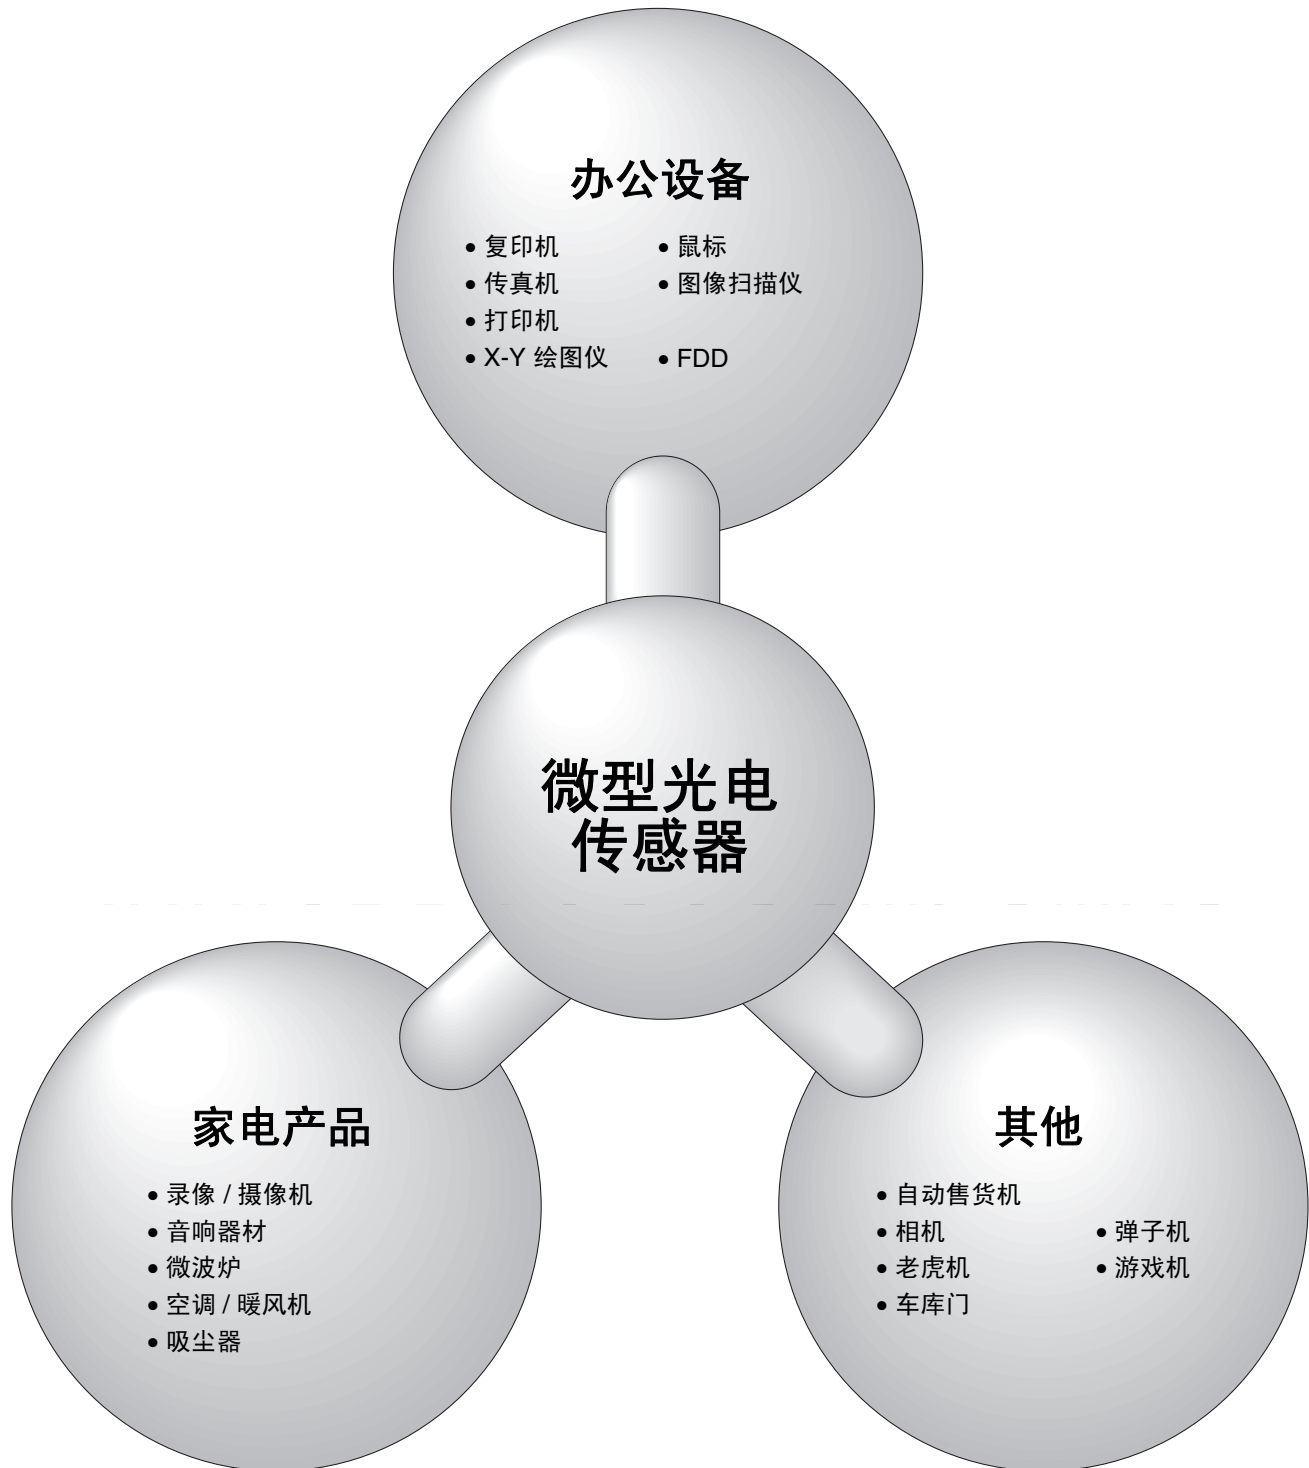 办公设备
• 复印机
• 鼠标
• 传真机
• 图像扫描仪
• 打印机
• X-Y 绘图仪
• FDD
微型光电
传感器
家电产品
• 录像 / 摄像机
• 音响器材
• 微波炉
• 空调 / 暖风机
• 吸尘器
其他
• 自动售货机
• 相机
• 弹子机
• 老虎机
• 游戏机
• 车库门